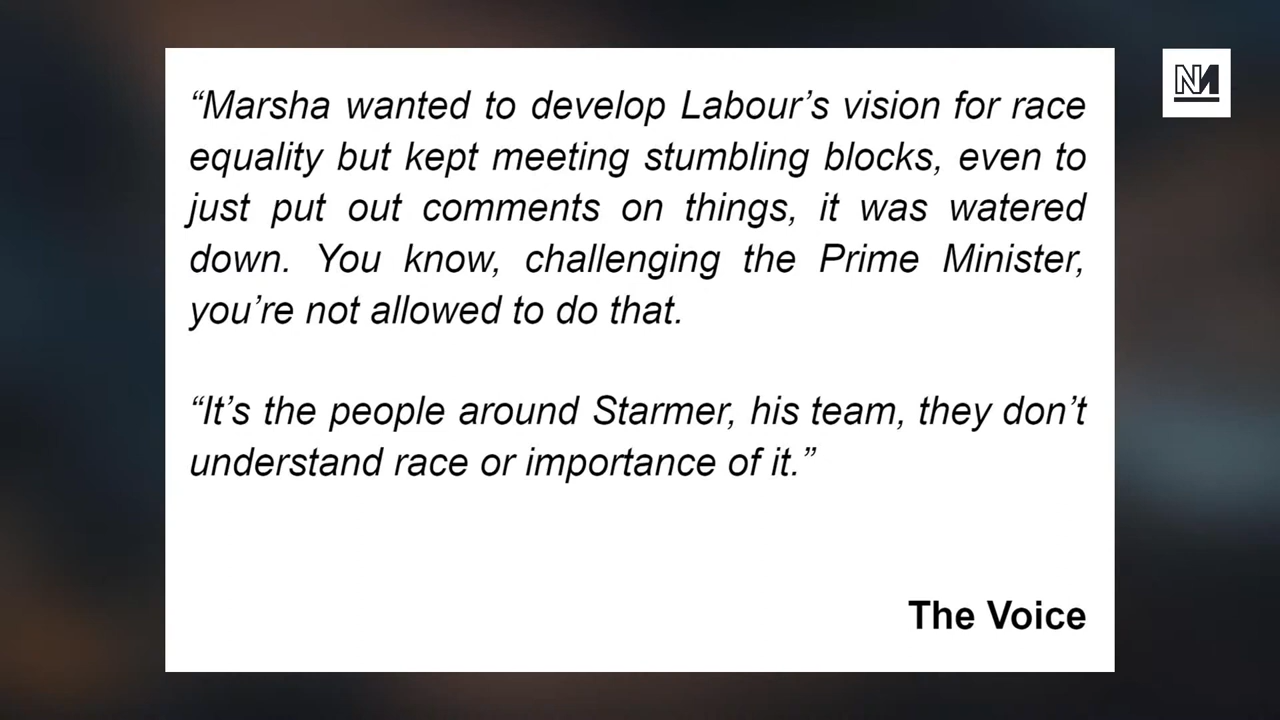 “Marsha wanted to develop Labour’s vision for race
equality but kept meeting stumbling blocks, even to
just put out comments on things, it was watered
down. You know, challenging the Prime Minister,
you’re not allowed to do that.
“It’s the people around Starmer, his team, they don’t
understand race or importance of it.”
The Voice
NM